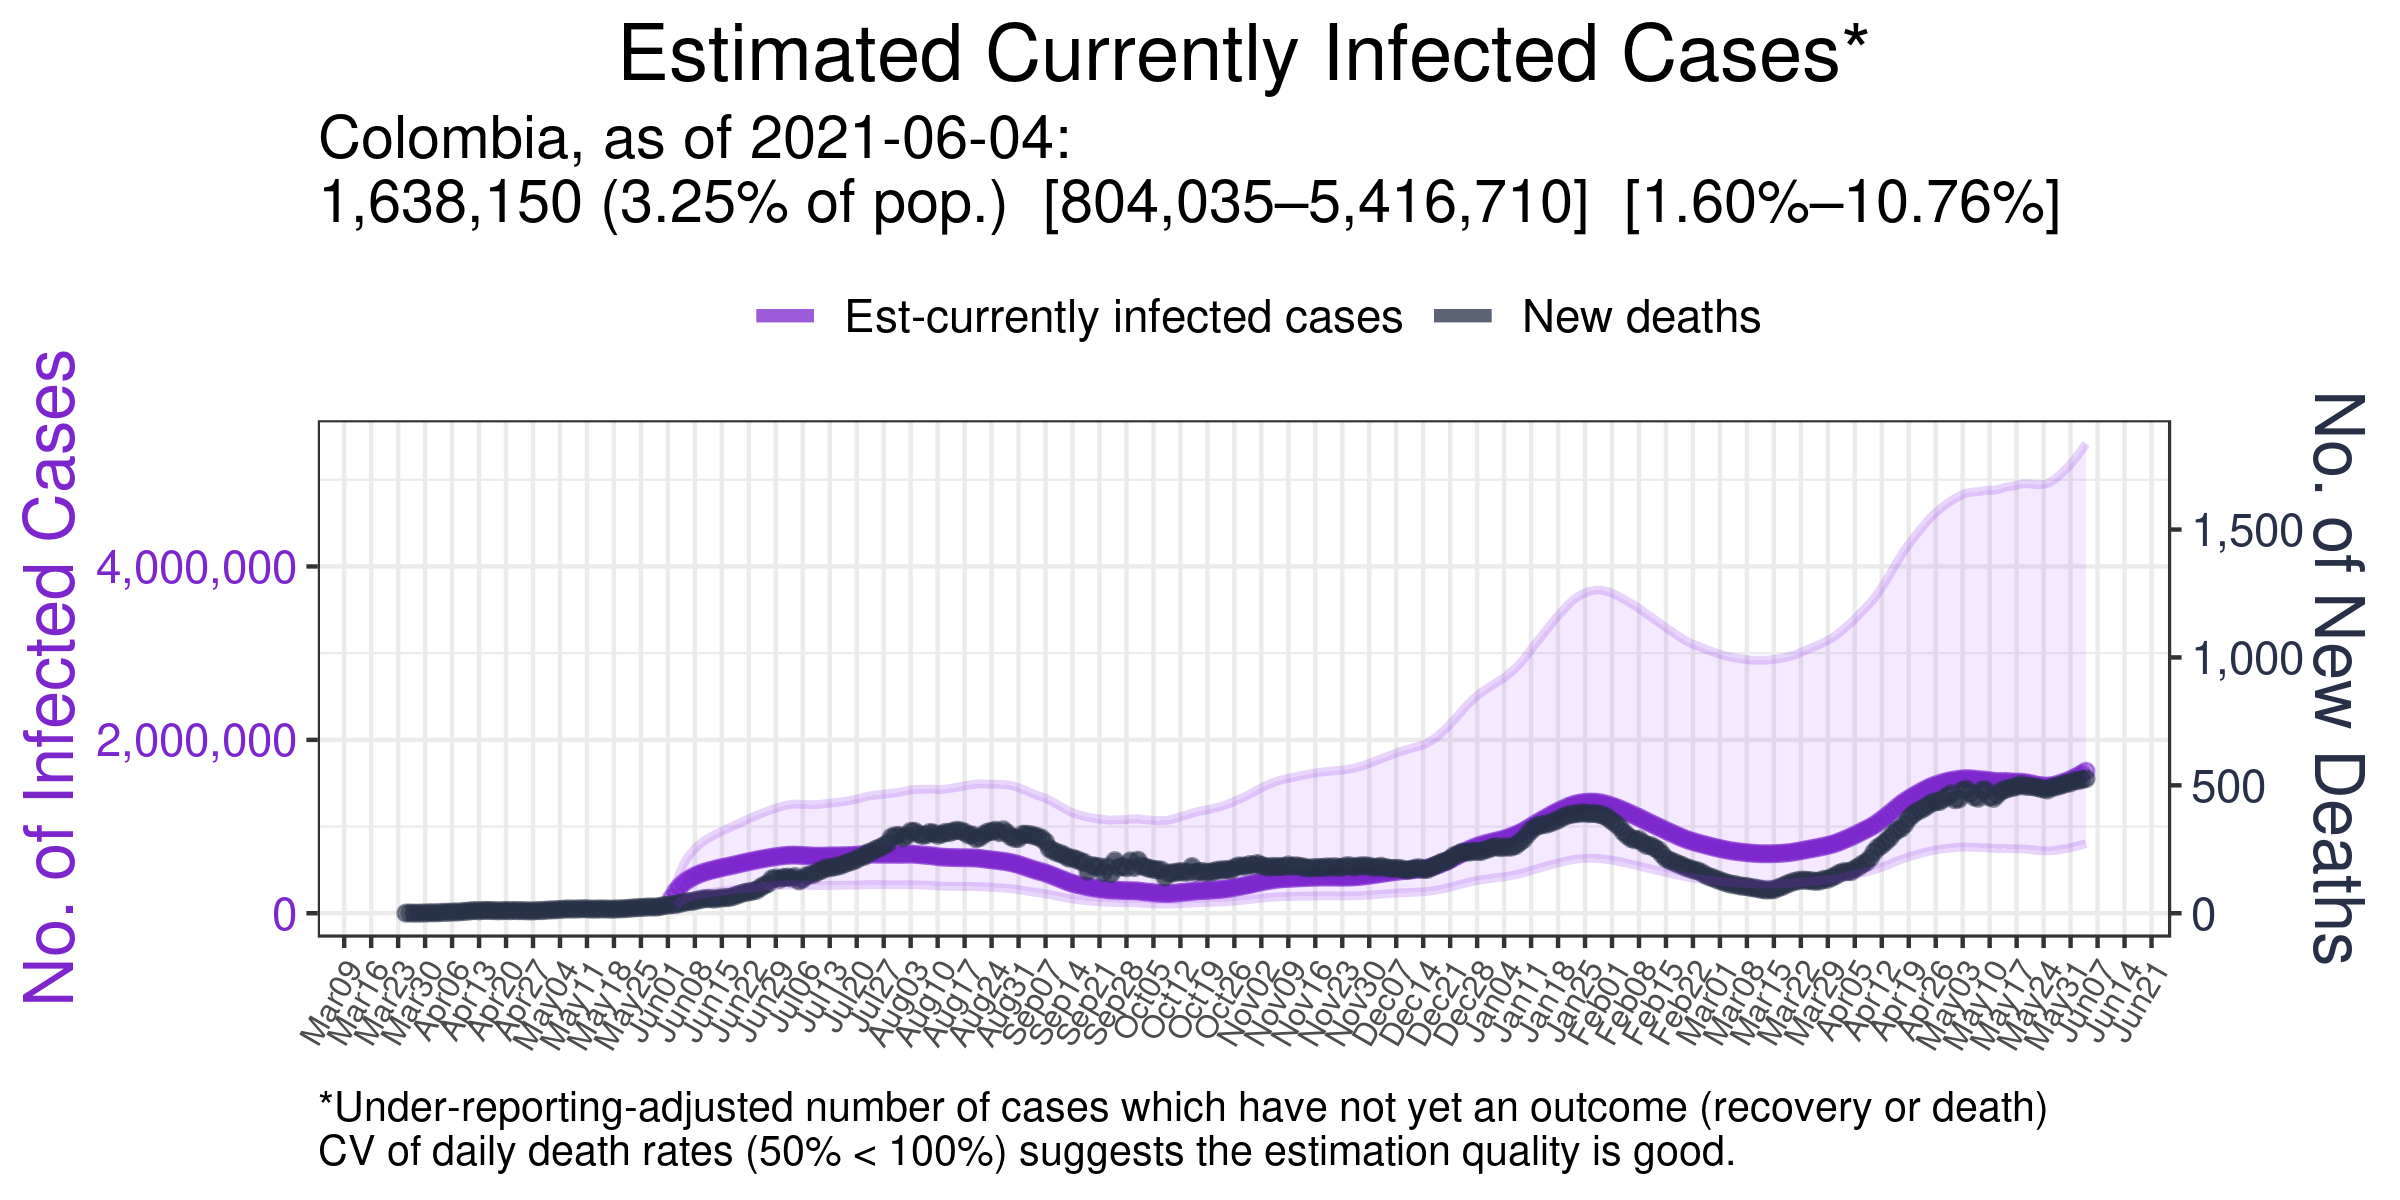 Estimated Currently Infected Cases*
Colombia, as of 2021-06-04:
1,638,150 (3.25% of pop.) [804,035–5,416,710] [1.60%–10.76%]
Est-currently infected cases New deaths
No. of Infected Cases
4,000,000
2,000,000
0
No. of New Deaths
1,500
1,000
500
0
Mar09 Mar16 Mar23 Mar30 Apr06 Apr13 Apr20 Apr27 May04 May11 May18 May25 Jun01 Jun08 Jun15 Jun22 Jun29 Jul06 Jul13 Jul20 Jul27 Aug03 Aug10 Aug17 Aug24 Aug31 Sep07 Sep14 Sep21 Sep28 Oct05 Oct12 Oct19 Oct26 Nov02 Nov09 Nov16 Nov23 Nov30 Dec07 Dec14 Dec21 Dec28 Jan04 Jan11 Jan18 Jan25 Feb01 Feb08 Feb15 Feb22 Mar01 Mar08 Mar15 Mar22 Mar29 Apr05 Apr12 Apr19 Apr26 May03 May10 May17 May24 May31 Jun07 Jun14 Jun21
*Under-reporting-adjusted number of cases which have not yet an outcome (recovery or death)
CV of daily death rates (50% < 100%) suggests the estimation quality is good.